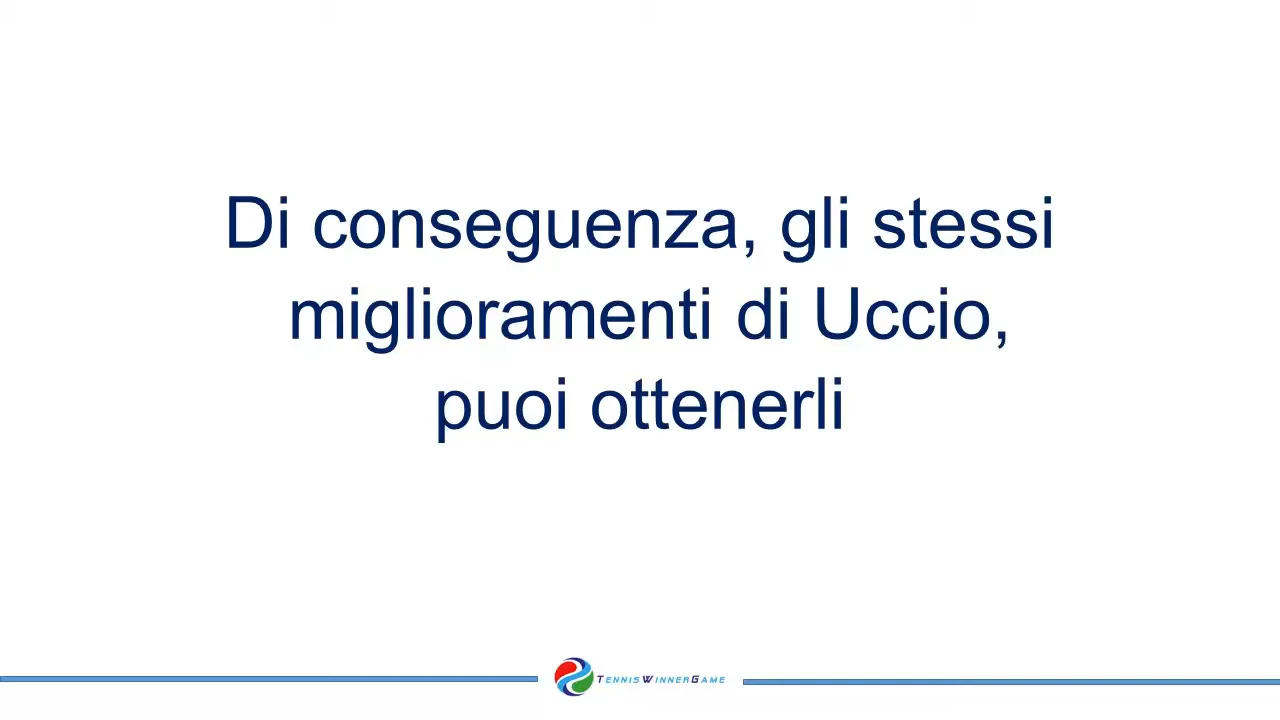 Di conseguenza, gli stessi
miglioramenti di Uccio,
puoi ottenerli
TENNISWINNERGAME